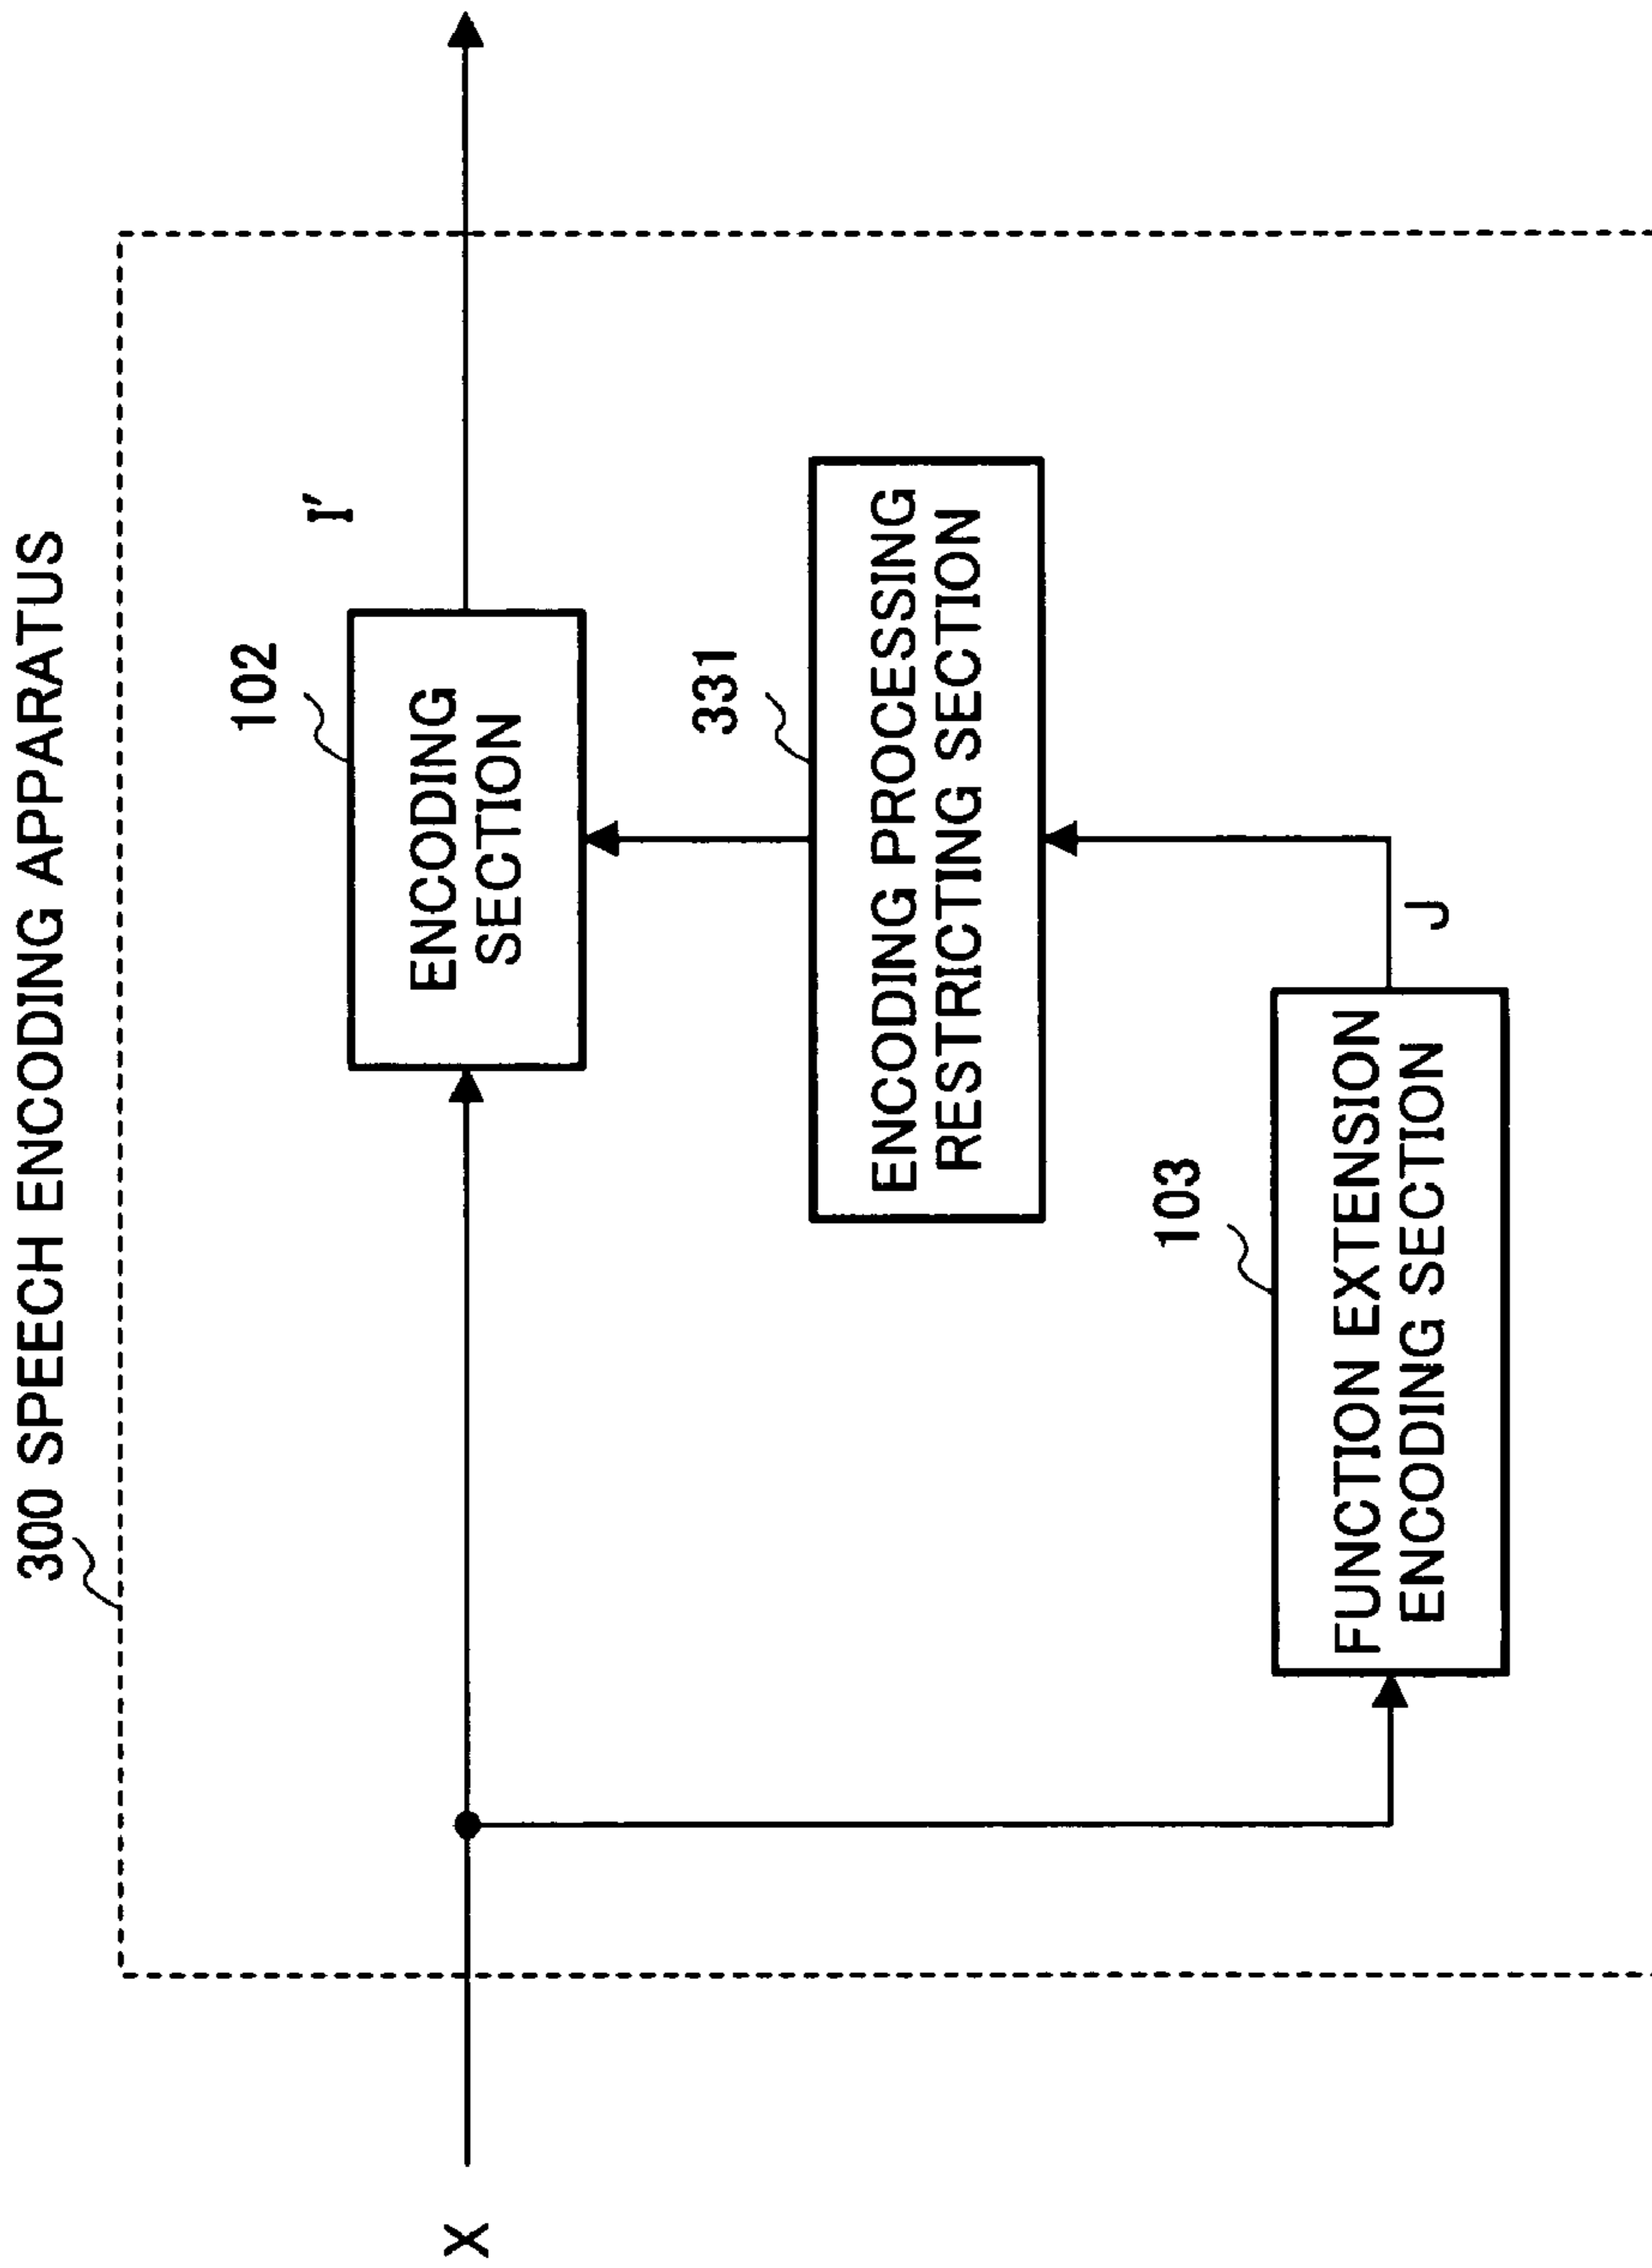 300 SPEECH ENCODING APPARATUS
102
I'
ENCODING
SECTION
331
ENCODING PROCESSING
RESTRICTING SECTION
103
FUNCTION EXTENSION
ENCODING SECTION
J
X